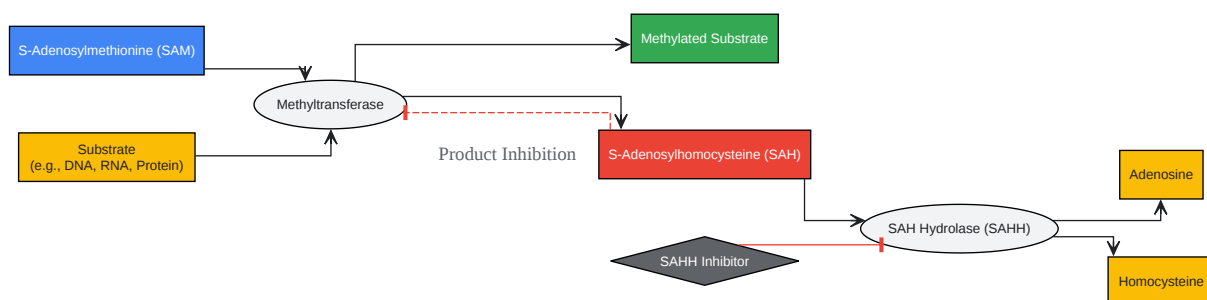 S-Adenosylmethionine (SAM)
Methylated Substrate
Methyltransferase
Substrate
(e.g., DNA, RNA, Protein)
Product Inhibition
S-Adenosylhomocysteine (SAH)
Adenosine
SAH Hydrolase (SAHH)
SAHH Inhibitor
Homocysteine